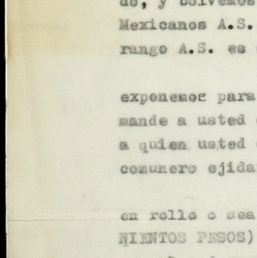 do, y volvemos
Mexicanos A.S.
rango A.S. es
exponemos para
mande a usted
a quien usted
comunero ejida
en rollo o sea
NIENTOS PESOS)